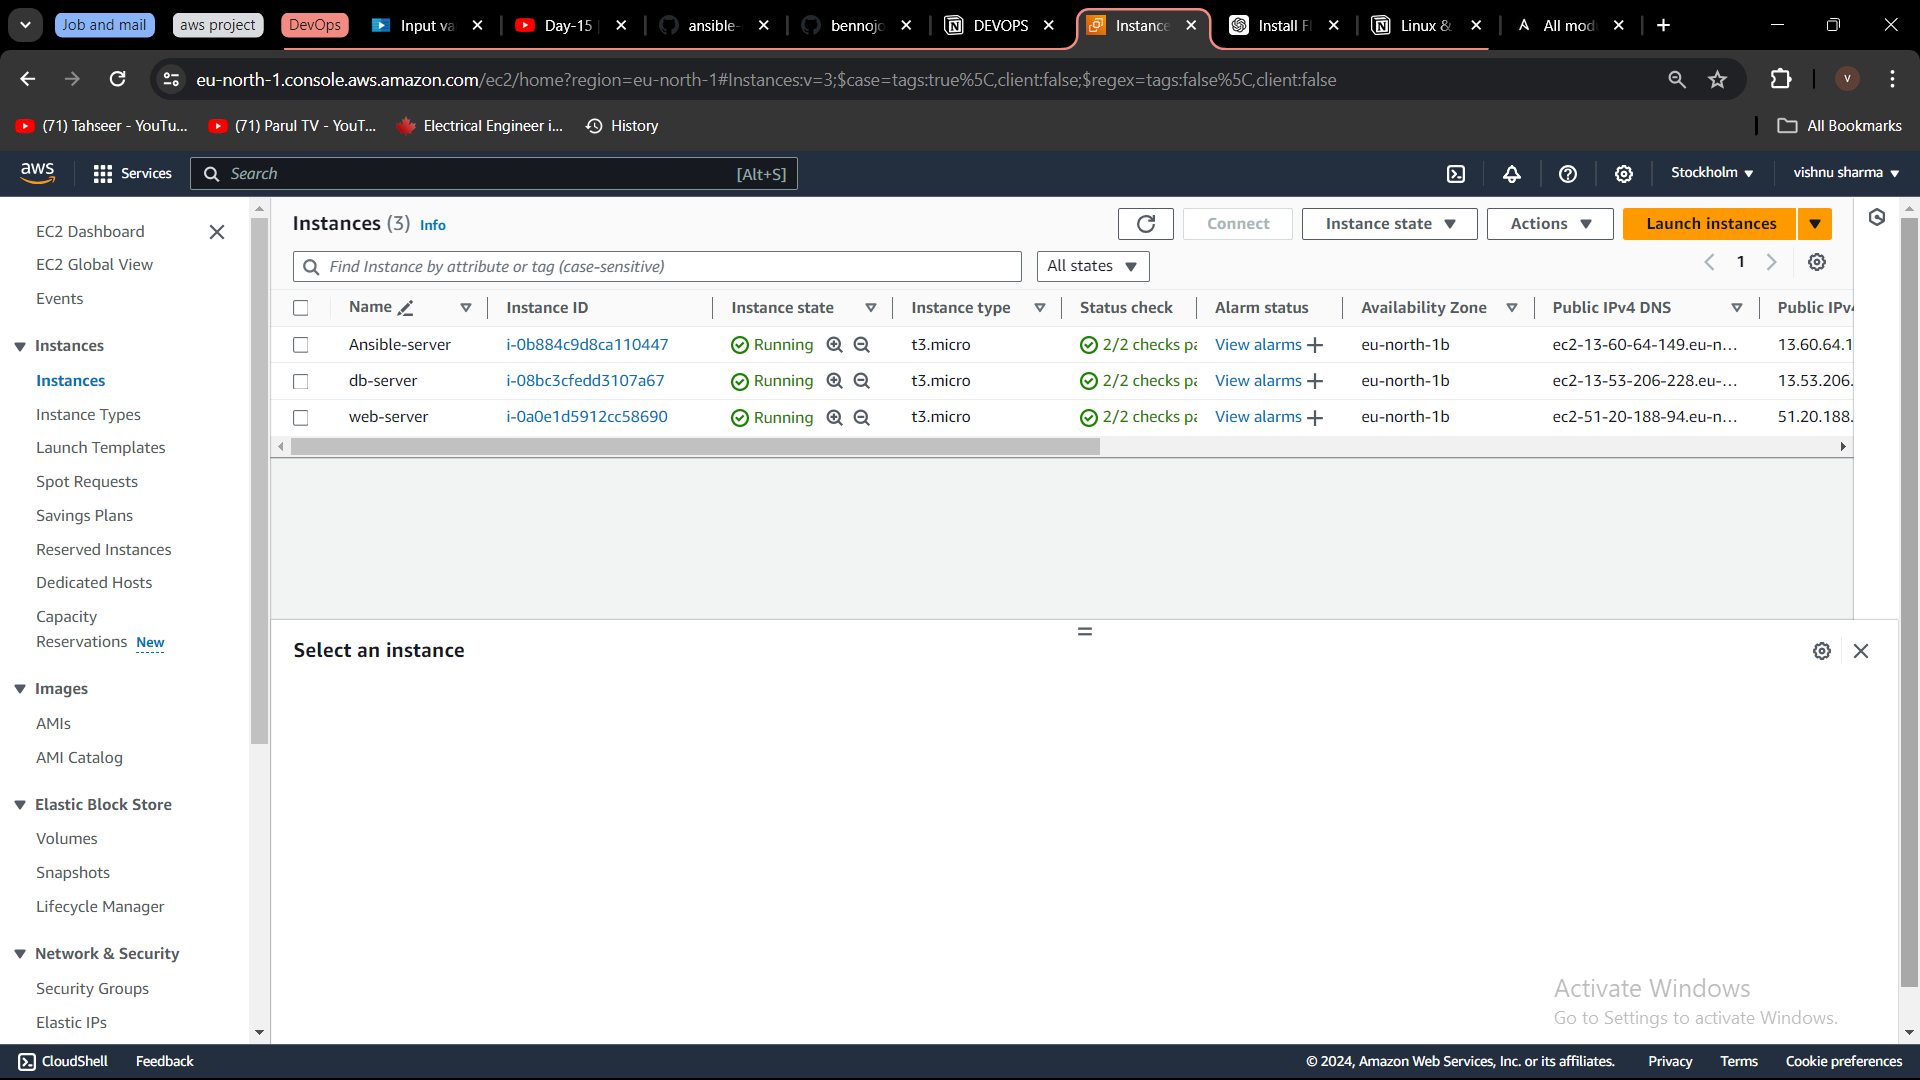 Job and mail
aws project
DevOps
Input va
Day-15
ansible-
bennojo
DEVOPS
Instance
Install Fl
Linux &
All mod
eu-north-1.console.aws.amazon.com/ec2/home?region=eu-north-1#Instances:v=3;$case=tags:true%5C,client:false;$regex=tags:false%5C,client:false
V
(71) Tahseer - YouTu...
(71) Parul TV - YouT...
Electrical Engineer i...
History
All Bookmarks
aws
Services
Search
[Alt+S]
Stockholm
vishnu sharma
EC2 Dashboard
EC2 Global View
Events
Instances
Instances
Instance Types
Launch Templates
Spot Requests
Savings Plans
Reserved Instances
Dedicated Hosts
Capacity
Reservations New
Images
AMIs
AMI Catalog
Elastic Block Store
Volumes
Snapshots
Lifecycle Manager
Network & Security
Security Groups
Elastic IPs
Instances (3) Info
Connect
Instance state
Actions
Launch instances
Find Instance by attribute or tag (case-sensitive)
All states
1
Name Instance ID Instance state Instance type Status check Alarm status Availability Zone Public IPv4 DNS Public IPv4
Ansible-server i-0b884c9d8ca110447 Running t3.micro 2/2 checks pa View alarms eu-north-1b ec2-13-60-64-149.eu-n... 13.60.64.1
db-server i-08bc3cfedd3107a67 Running t3.micro 2/2 checks pa View alarms eu-north-1b ec2-13-53-206-228.eu-... 13.53.206.
web-server i-0a0e1d5912cc58690 Running t3.micro 2/2 checks pa View alarms eu-north-1b ec2-51-20-188-94.eu-n... 51.20.188.
Select an instance
Activate Windows
Go to Settings to activate Windows.
CloudShell
Feedback
© 2024, Amazon Web Services, Inc. or its affiliates.
Privacy
Terms
Cookie preferences